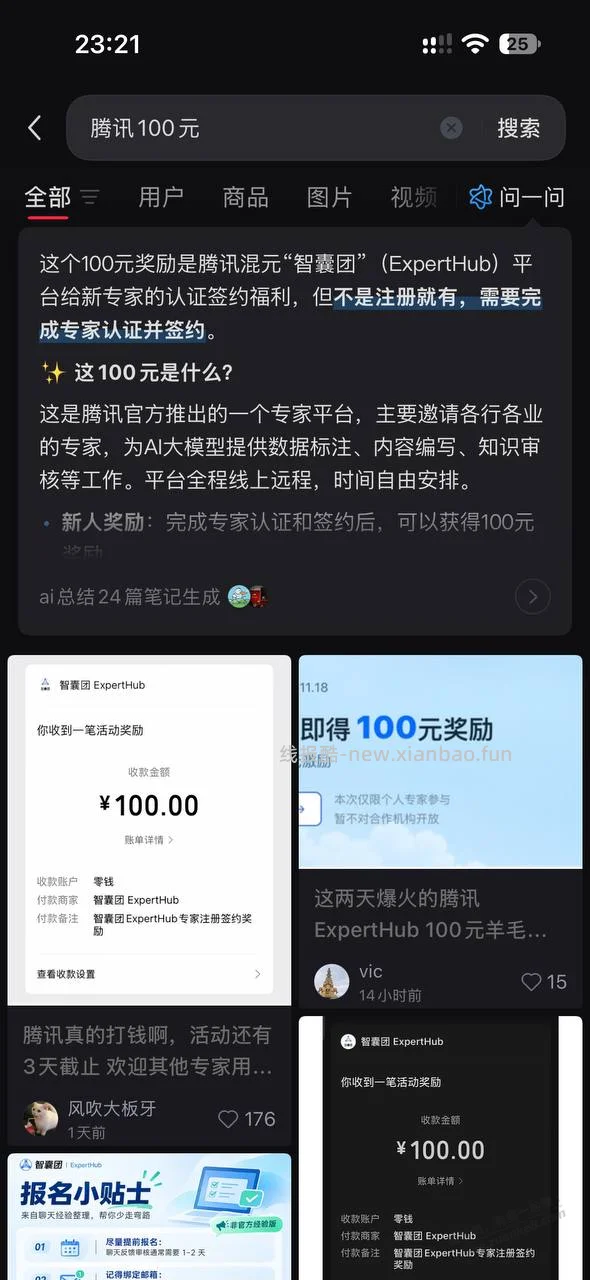 23:21
25
腾讯100元
搜索
全部
用户
商品
图片
视频
问一问
这个100元奖励是腾讯混元“智囊团”（ExpertHub）平
台给新专家的认证签约福利，但不是注册就有，需要完
成专家认证并签约。
✨ 这100元是什么？
这是腾讯官方推出的一个专家平台，主要邀请各行各业
的专家，为AI大模型提供数据标注、内容编写、知识审
核等工作。平台全程线上远程，时间自由安排。
• 新人奖励：完成专家认证和签约后，可以获得100元
奖励
ai总结24篇笔记生成
智囊团 ExpertHub
你收到一笔活动奖励
收款金额
¥100.00
账单详情
收款账户 零钱
付款商家 智囊团 ExpertHub
付款备注 智囊团ExpertHub专家注册签约奖
励
查看收款设置
腾讯真的打钱啊，活动还有
3天截止 欢迎其他专家用...
风吹大板牙
1天前
176
智囊团 ExpertHub
报名小贴士
来自聊天经验整理，帮你少走弯路
非官方经验版
01 尽量提前报名：
聊天反馈审核通常需要 1-2 天
02 记得绑定邮箱：
11.18
即得 100元奖励
激励
线报酷-new.xianbao.fun
本次仅限个人专家参与
暂不对合作机构开放
这两天爆火的腾讯
ExpertHub 100元羊毛...
vic
14小时前
15
智囊团 ExpertHub
你收到一笔活动奖励
收款金额
¥100.00
账单详情
收款账户 零钱
付款商家 智囊团 ExpertHub
付款备注 智囊团ExpertHub专家注册签约奖
励